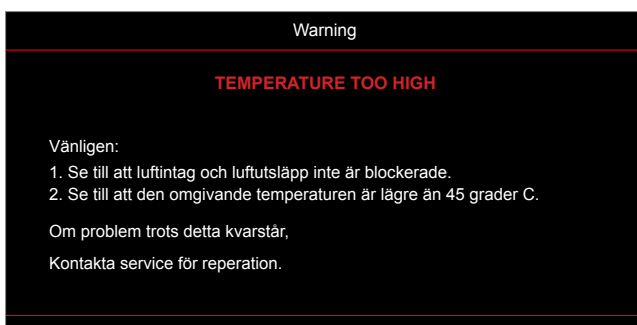 Warning
TEMPERATURE TOO HIGH
Vänligen:
1. Se till att luftintag och luftutsläpp inte är blockerade.
2. Se till att den omgivande temperaturen är lägre än 45 grader C.
Om problem trots detta kvarstår,
Kontakta service för reperation.